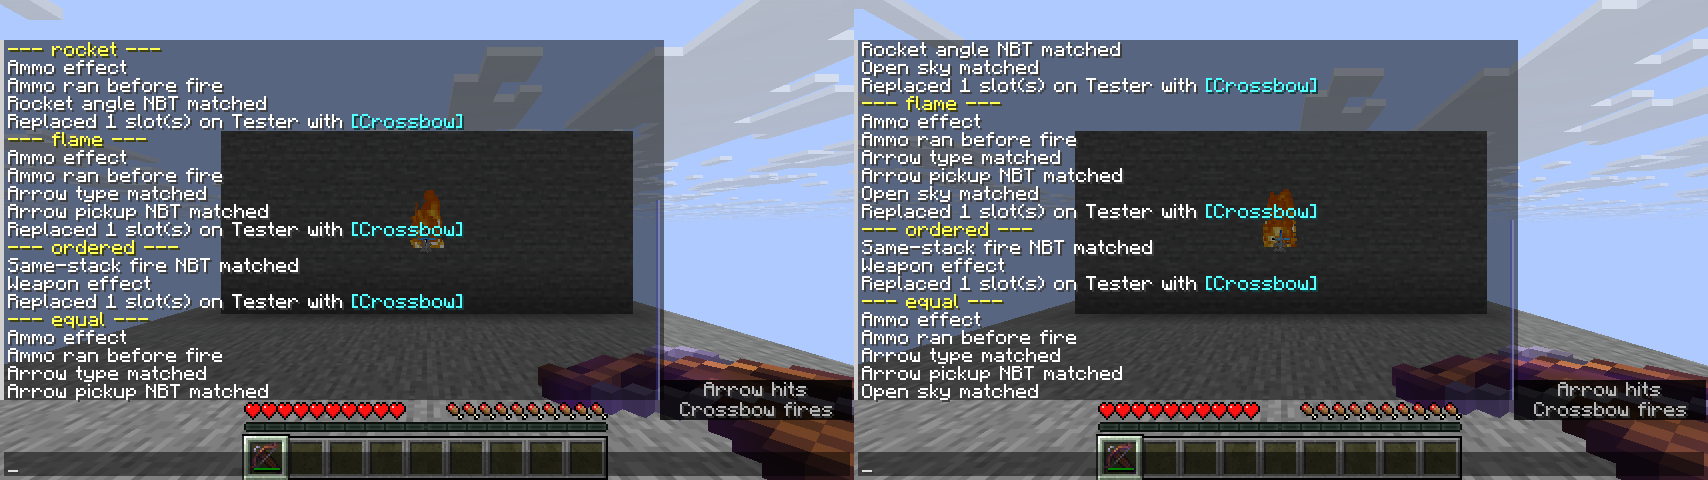 --- rocket ---
Ammo effect
Ammo ran before fire
Rocket angle NBT matched
Replaced 1 slot(s) on Tester with [Crossbow]
--- flame ---
Ammo effect
Ammo ran before fire
Arrow type matched
Arrow pickup NBT matched
Replaced 1 slot(s) on Tester with [Crossbow]
--- ordered ---
Same-stack fire NBT matched
Weapon effect
Replaced 1 slot(s) on Tester with [Crossbow]
--- equal ---
Ammo effect
Ammo ran before fire
Arrow type matched
Arrow pickup NBT matched
Arrow hits
Crossbow fires
_
Rocket angle NBT matched
Open sky matched
Replaced 1 slot(s) on Tester with [Crossbow]
--- flame ---
Ammo effect
Ammo ran before fire
Arrow type matched
Arrow pickup NBT matched
Open sky matched
Replaced 1 slot(s) on Tester with [Crossbow]
--- ordered ---
Same-stack fire NBT matched
Weapon effect
Replaced 1 slot(s) on Tester with [Crossbow]
--- equal ---
Ammo effect
Ammo ran before fire
Arrow type matched
Arrow pickup NBT matched
Open sky matched
Arrow hits
Crossbow fires
_